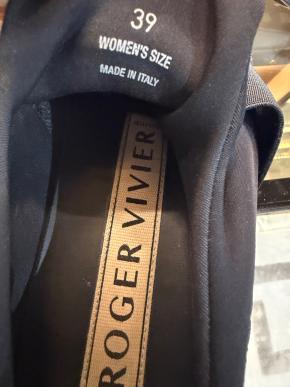 39
WOMEN'S SIZE
MADE IN ITALY
ROGER VIVIER